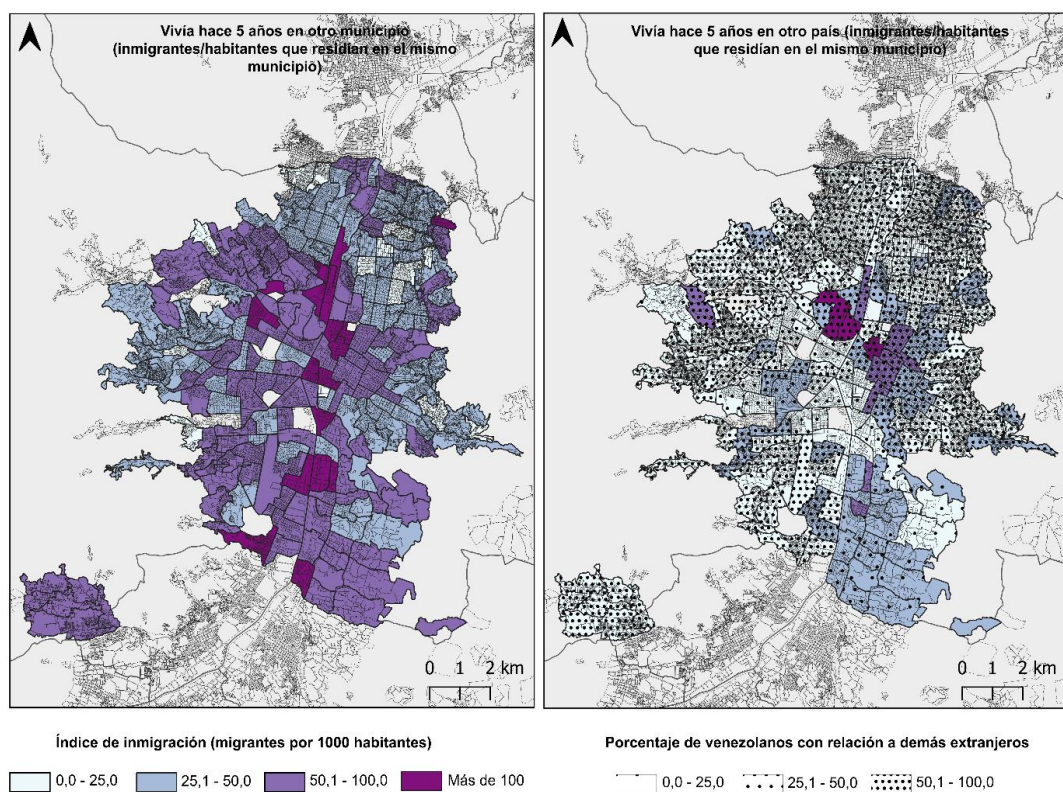 Vivía hace 5 años en otro municipio
(inmigrantes/habitantes que residían en el mismo
municipio)
0 1 2 km
Vivía hace 5 años en otro país (inmigrantes/habitantes
que residían en el mismo municipio)
0 1 2 km
Índice de inmigración (migrantes por 1000 habitantes)
0,0 - 25,0 25,1 - 50,0 50,1 - 100,0 Más de 100
Porcentaje de venezolanos con relación a demás extranjeros
0,0 - 25,0 25,1 - 50,0 50,1 - 100,0